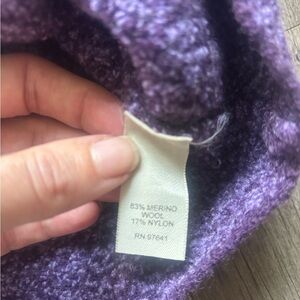 83% MERINO
WOOL
17% NYLON
RN 97641